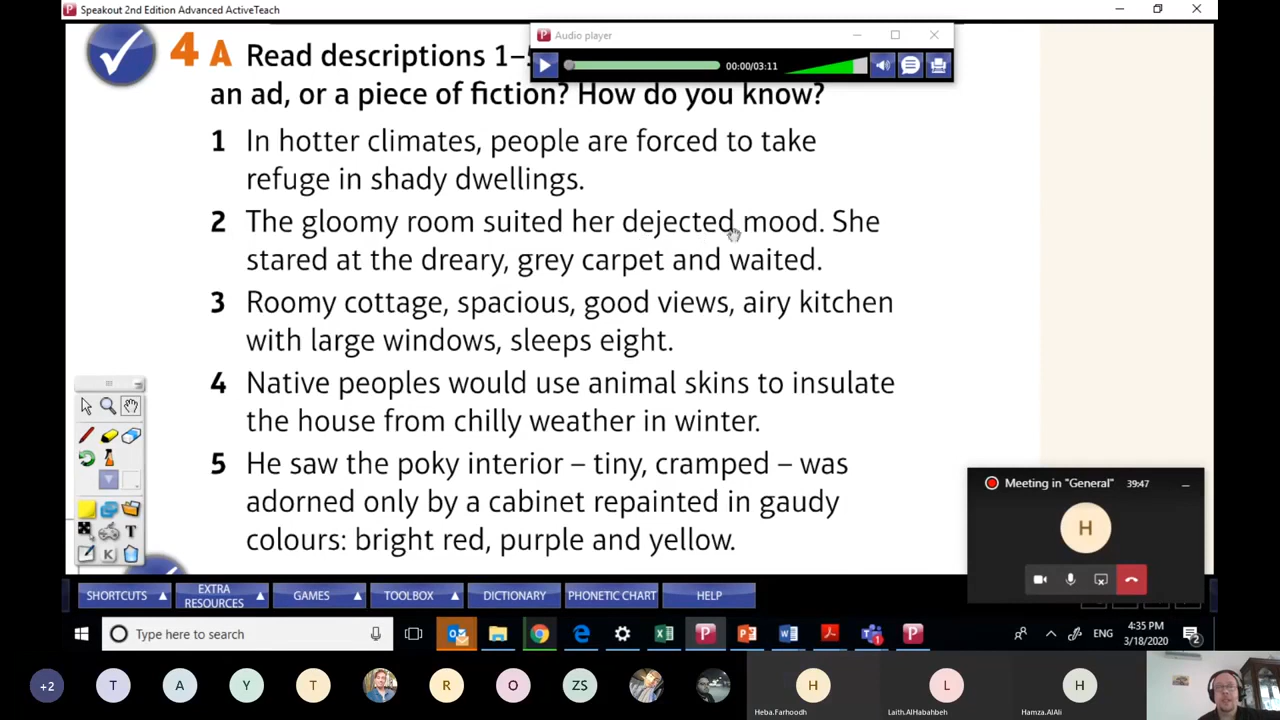 Speakout 2nd Edition Advanced ActiveTeach
Audio player
00:00/03:11
4 A Read descriptions 1–5
an ad, or a piece of fiction? How do you know?
1 In hotter climates, people are forced to take
refuge in shady dwellings.
2 The gloomy room suited her dejected mood. She
stared at the dreary, grey carpet and waited.
3 Roomy cottage, spacious, good views, airy kitchen
with large windows, sleeps eight.
4 Native peoples would use animal skins to insulate
the house from chilly weather in winter.
5 He saw the poky interior – tiny, cramped – was
adorned only by a cabinet repainted in gaudy
colours: bright red, purple and yellow.
Meeting in "General" 39:47
H
T
K
SHORTCUTS
EXTRA
RESOURCES
GAMES
TOOLBOX
DICTIONARY
PHONETIC CHART
HELP
Type here to search
ENG
4:35 PM
3/18/2020
2
1
+2
T
A
Y
T
R
O
ZS
H
L
H
Heba.Farhoodh
Laith.AlHabahbeh
Hamza.AlAli